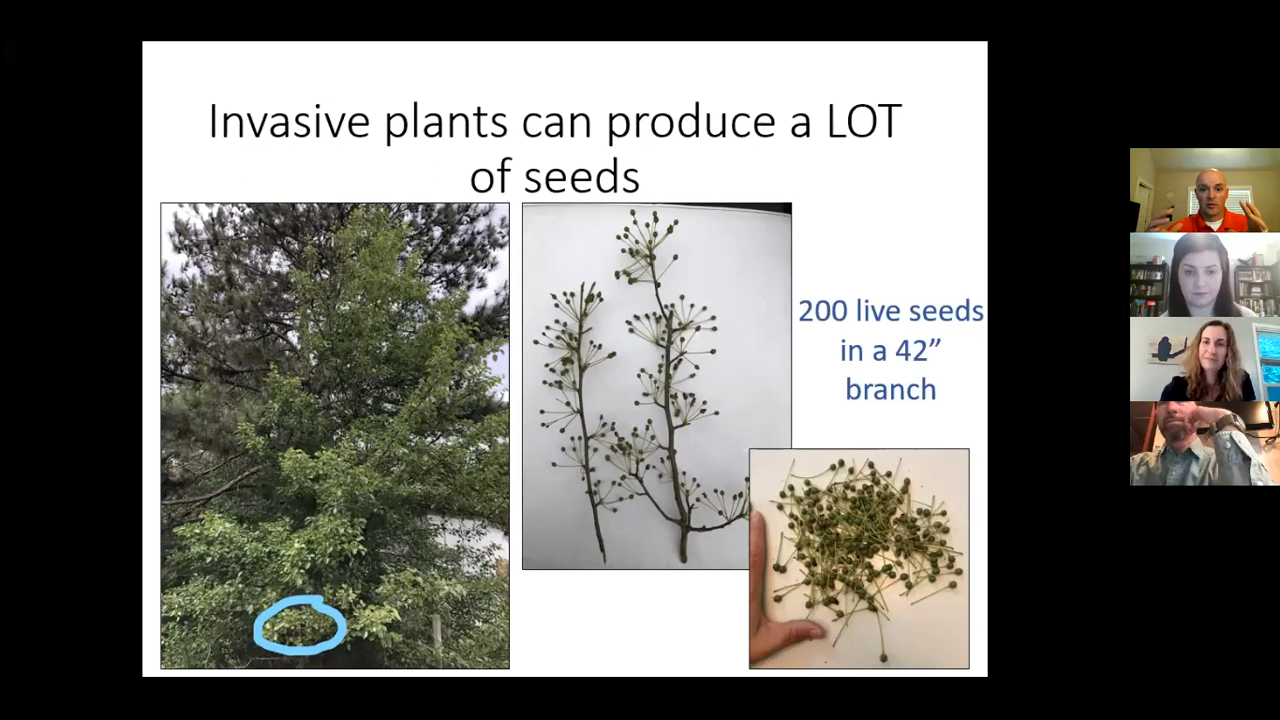 Invasive plants can produce a LOT
of seeds
200 live seeds
in a 42”
branch